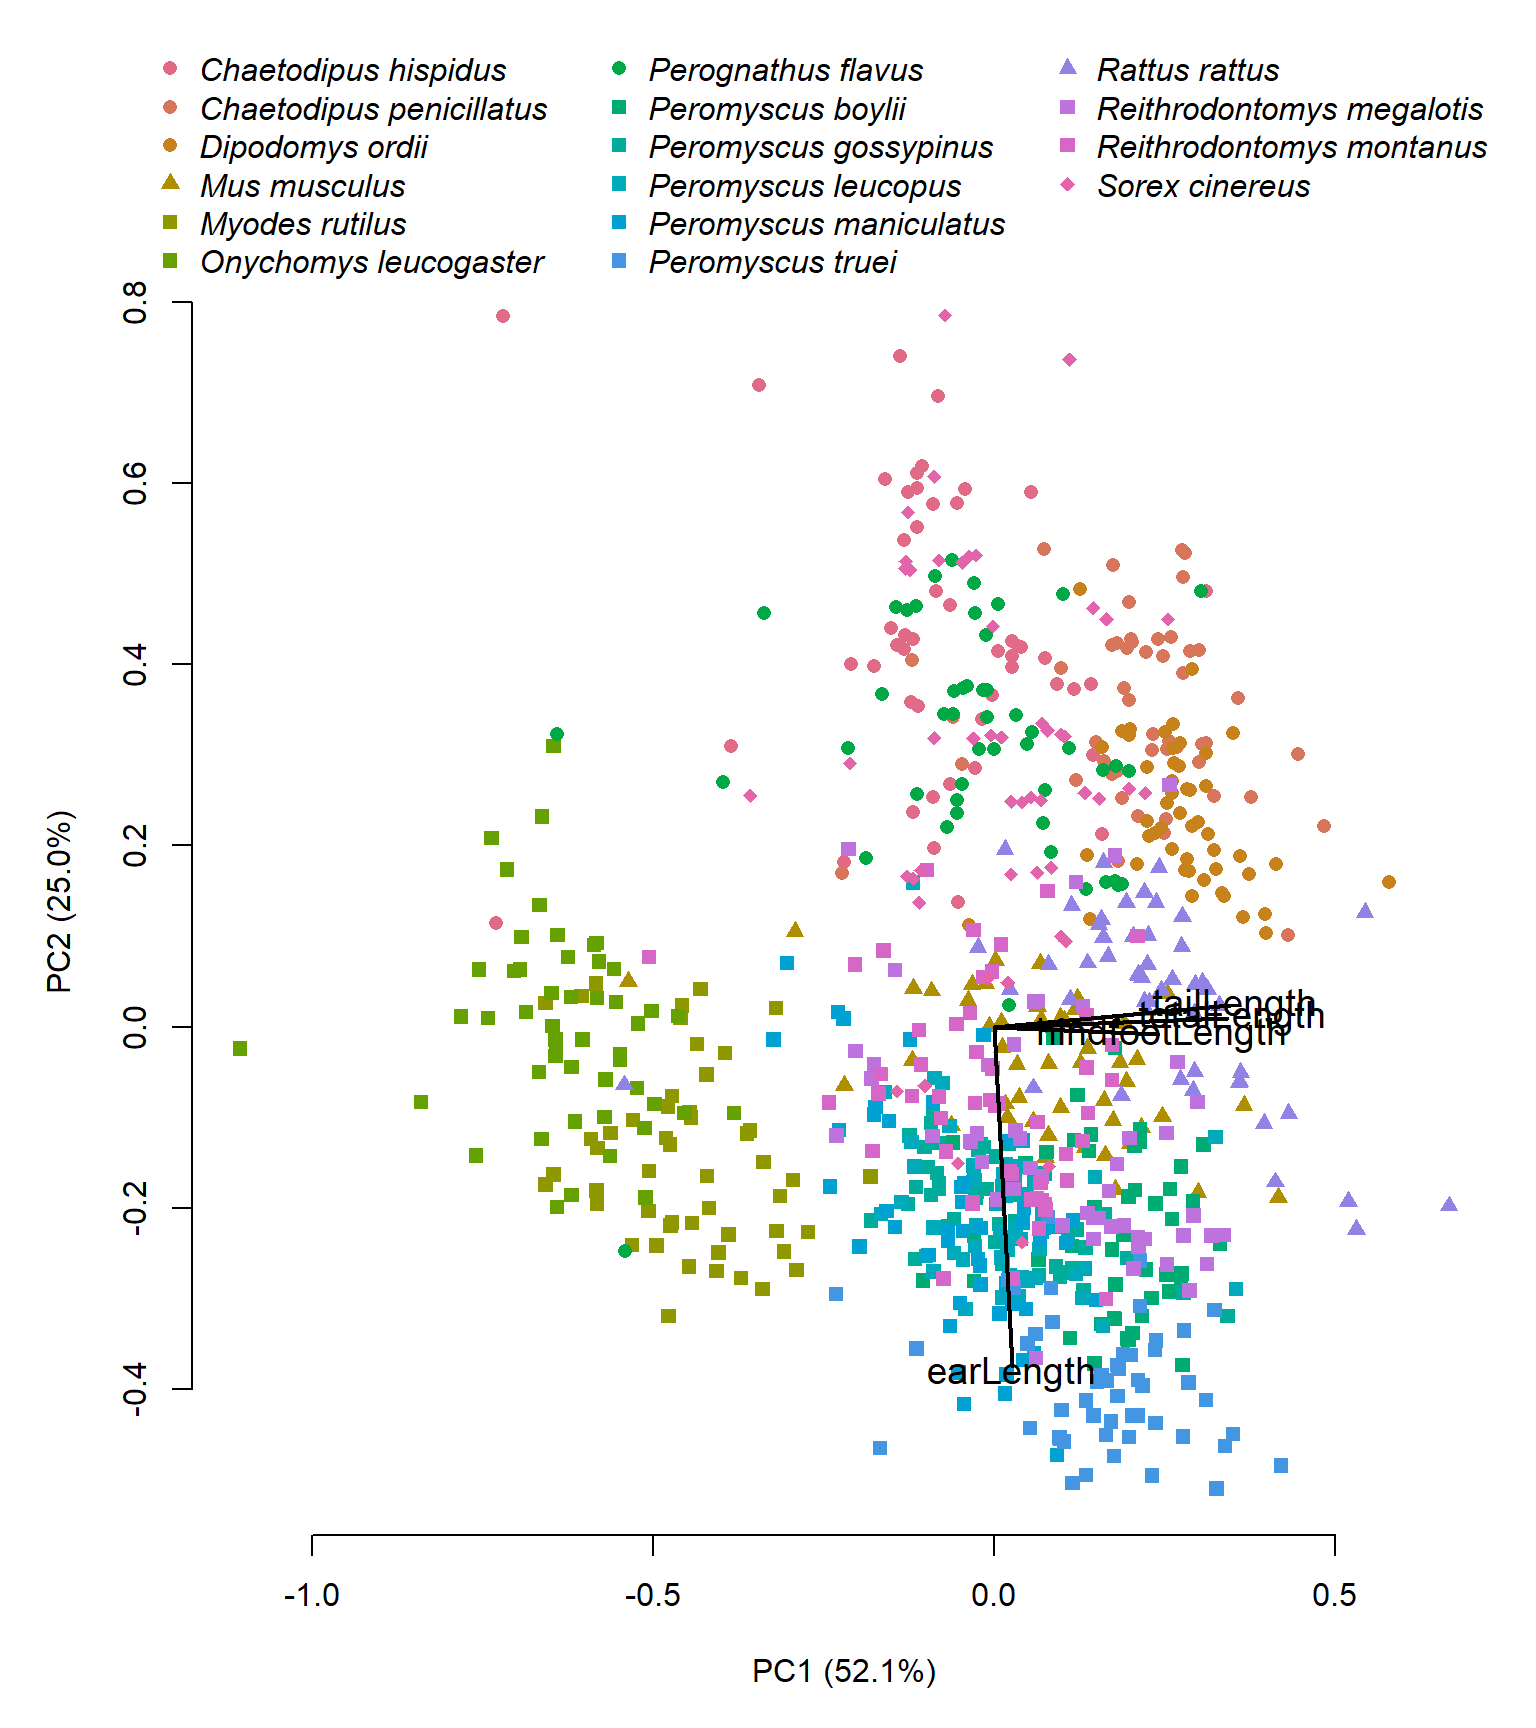 Chaetodipus hispidus
Chaetodipus penicillatus
Dipodomys ordii
Mus musculus
Myodes rutilus
Onychomys leucogaster
Perognathus flavus
Peromyscus boylii
Peromyscus gossypinus
Peromyscus leucopus
Peromyscus maniculatus
Peromyscus truei
Rattus rattus
Reithrodontomys megalotis
Reithrodontomys montanus
Sorex cinereus
0.8
0.6
0.4
0.2
0.0
-0.2
-0.4
PC2 (25.0%)
tailLength
totalLength
hindfootLength
earLength
-1.0
-0.5
0.0
0.5
PC1 (52.1%)